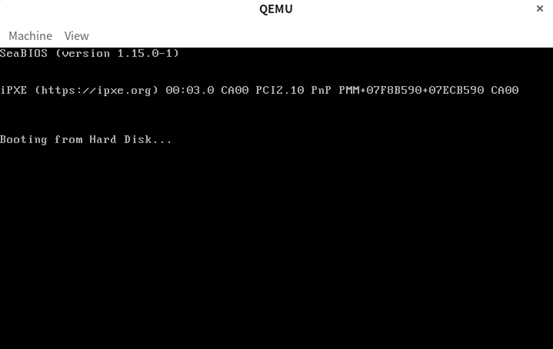 QEMU
×
Machine View
SeaBIOS (version 1.15.0-1)
iPXE (https://ipxe.org) 00:03.0 CA00 PCI2.10 PnP PMM+07F8B590+07ECB590 CA00
Booting from Hard Disk...